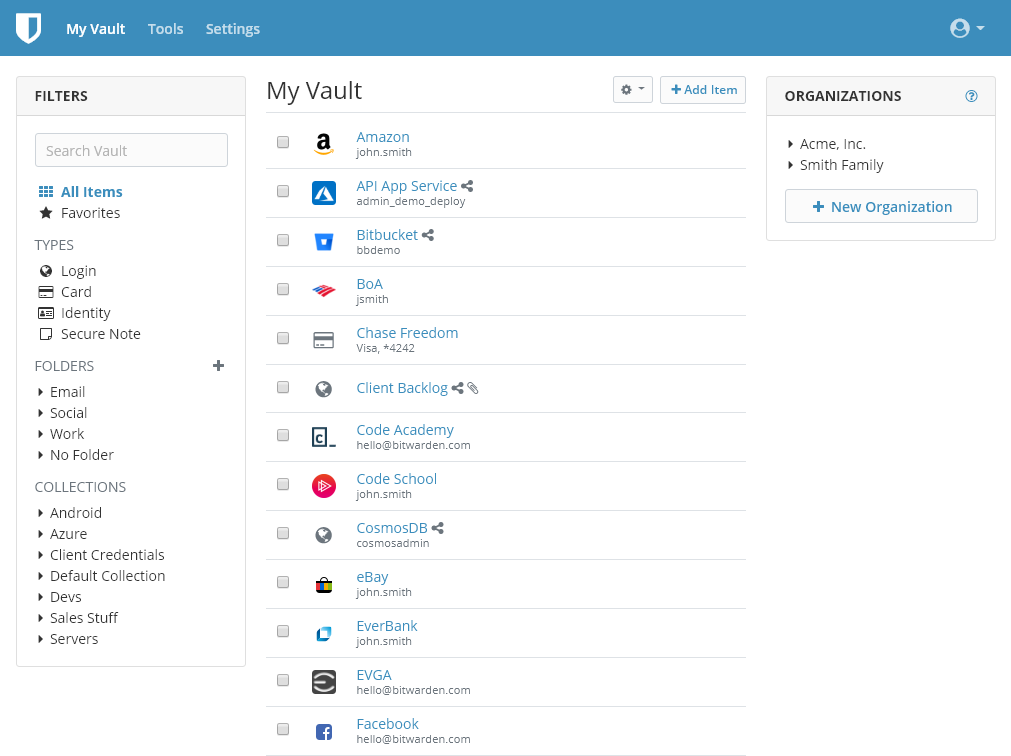 My Vault Tools Settings
FILTERS
Search Vault
All Items
Favorites
TYPES
Login
Card
Identity
Secure Note
FOLDERS
Email
Social
Work
No Folder
COLLECTIONS
Android
Azure
Client Credentials
Default Collection
Devs
Sales Stuff
Servers
My Vault
Add Item
Amazon
john.smith
API App Service
admin_demo_deploy
Bitbucket
bbdemo
BoA
jsmith
Chase Freedom
Visa, *4242
Client Backlog
Code Academy
hello@bitwarden.com
Code School
john.smith
CosmosDB
cosmosadmin
eBay
john.smith
EverBank
john.smith
EVGA
hello@bitwarden.com
Facebook
hello@bitwarden.com
ORGANIZATIONS
Acme, Inc.
Smith Family
New Organization